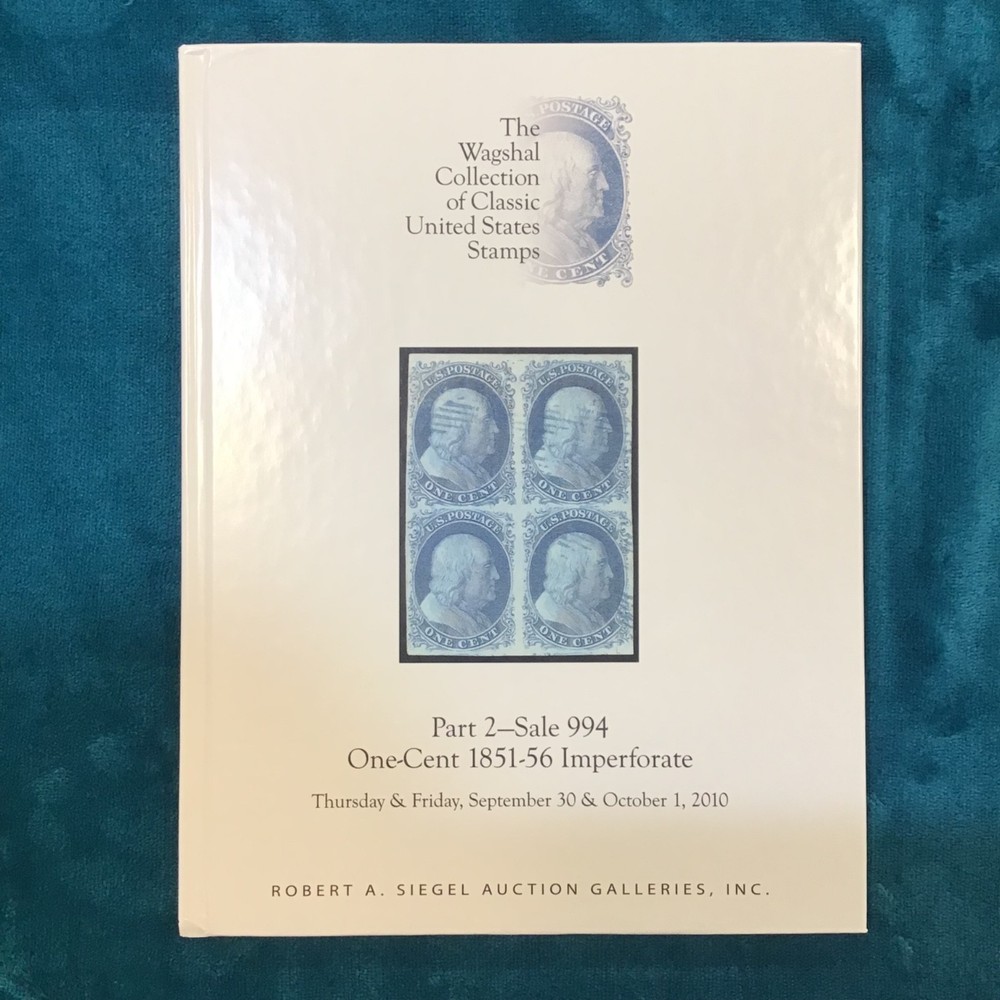 The
Wagshal
Collection
of Classic
United States
Stamps
POSTAGE
CENT
U.S. POSTAGE
U.S. POSTAGE
ONE CENT
ONE CENT
U.S. POSTAGE
U.S. POSTAGE
ONE CENT
ONE CENT
Part 2–Sale 994
One-Cent 1851-56 Imperforate
Thursday & Friday, September 30 & October 1, 2010
ROBERT A. SIEGEL AUCTION GALLERIES, INC.